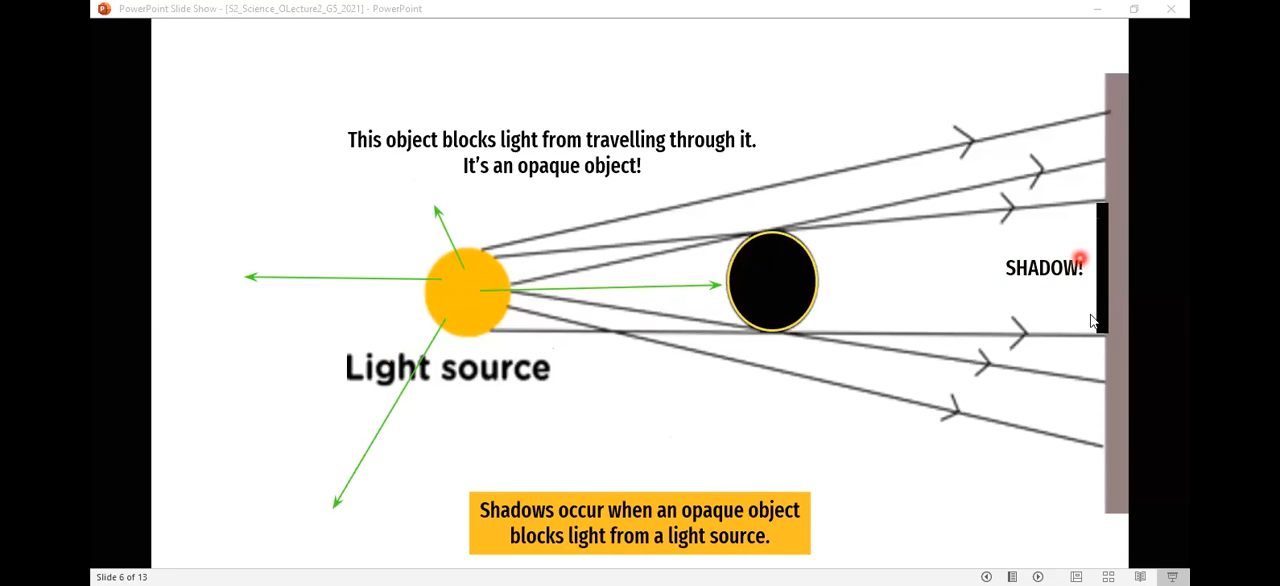 PowerPoint Slide Show - [S2_Science_OLecture2_G5_2021] - PowerPoint
This object blocks light from travelling through it.
It's an opaque object!
SHADOW!
Light source
Shadows occur when an opaque object
blocks light from a light source.
Slide 6 of 13